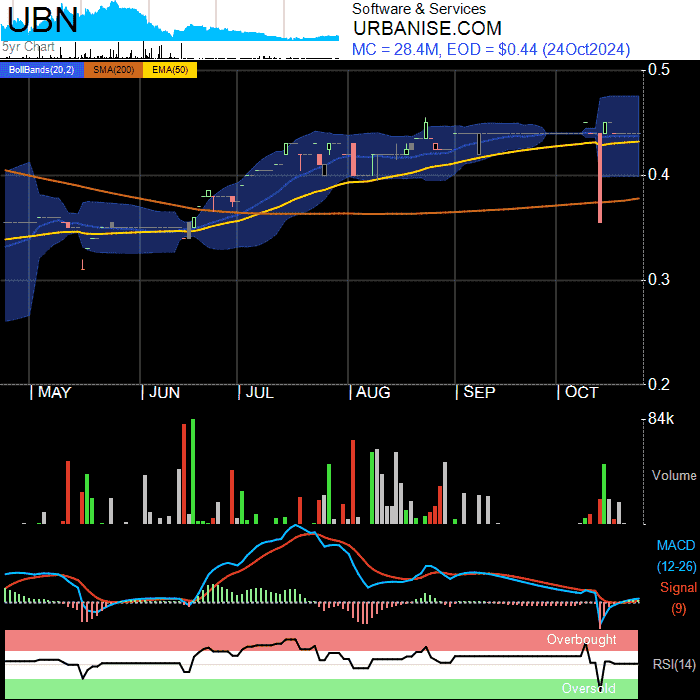 UBN
5yr Chart
Software & Services
URBANISE.COM
MC = 28.4M, EOD = $0.44 (24Oct2024)
BollBands(20,2) SMA(200) EMA(50)
0.5
0.4
0.3
0.2
MAY JUN JUL AUG SEP OCT
84k
Volume
MACD
(12-26)
Signal
(9)
Overbought
RSI(14)
Oversold